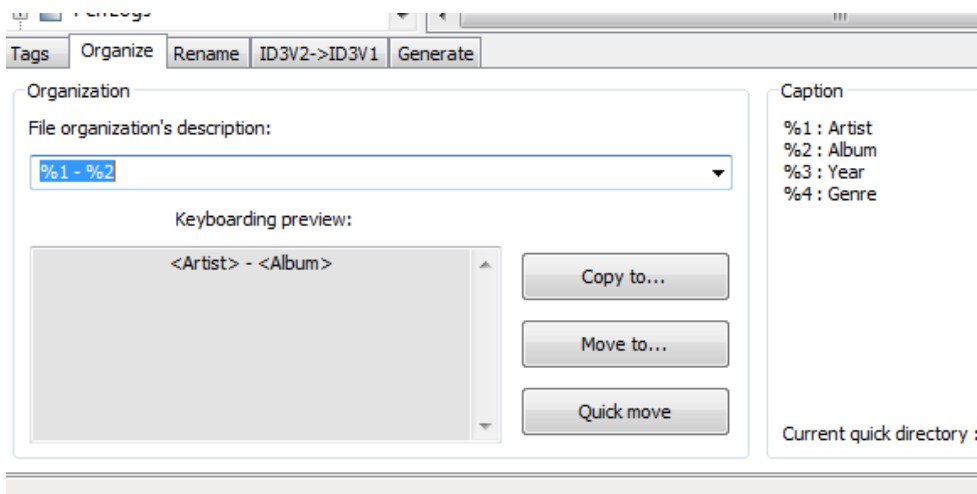 PerfLogs
Tags Organize Rename ID3V2->ID3V1 Generate
Organization
File organization's description:
%1 - %2
Keyboarding preview:
<Artist> - <Album>
Copy to...
Move to...
Quick move
Caption
%1 : Artist
%2 : Album
%3 : Year
%4 : Genre
Current quick directory :